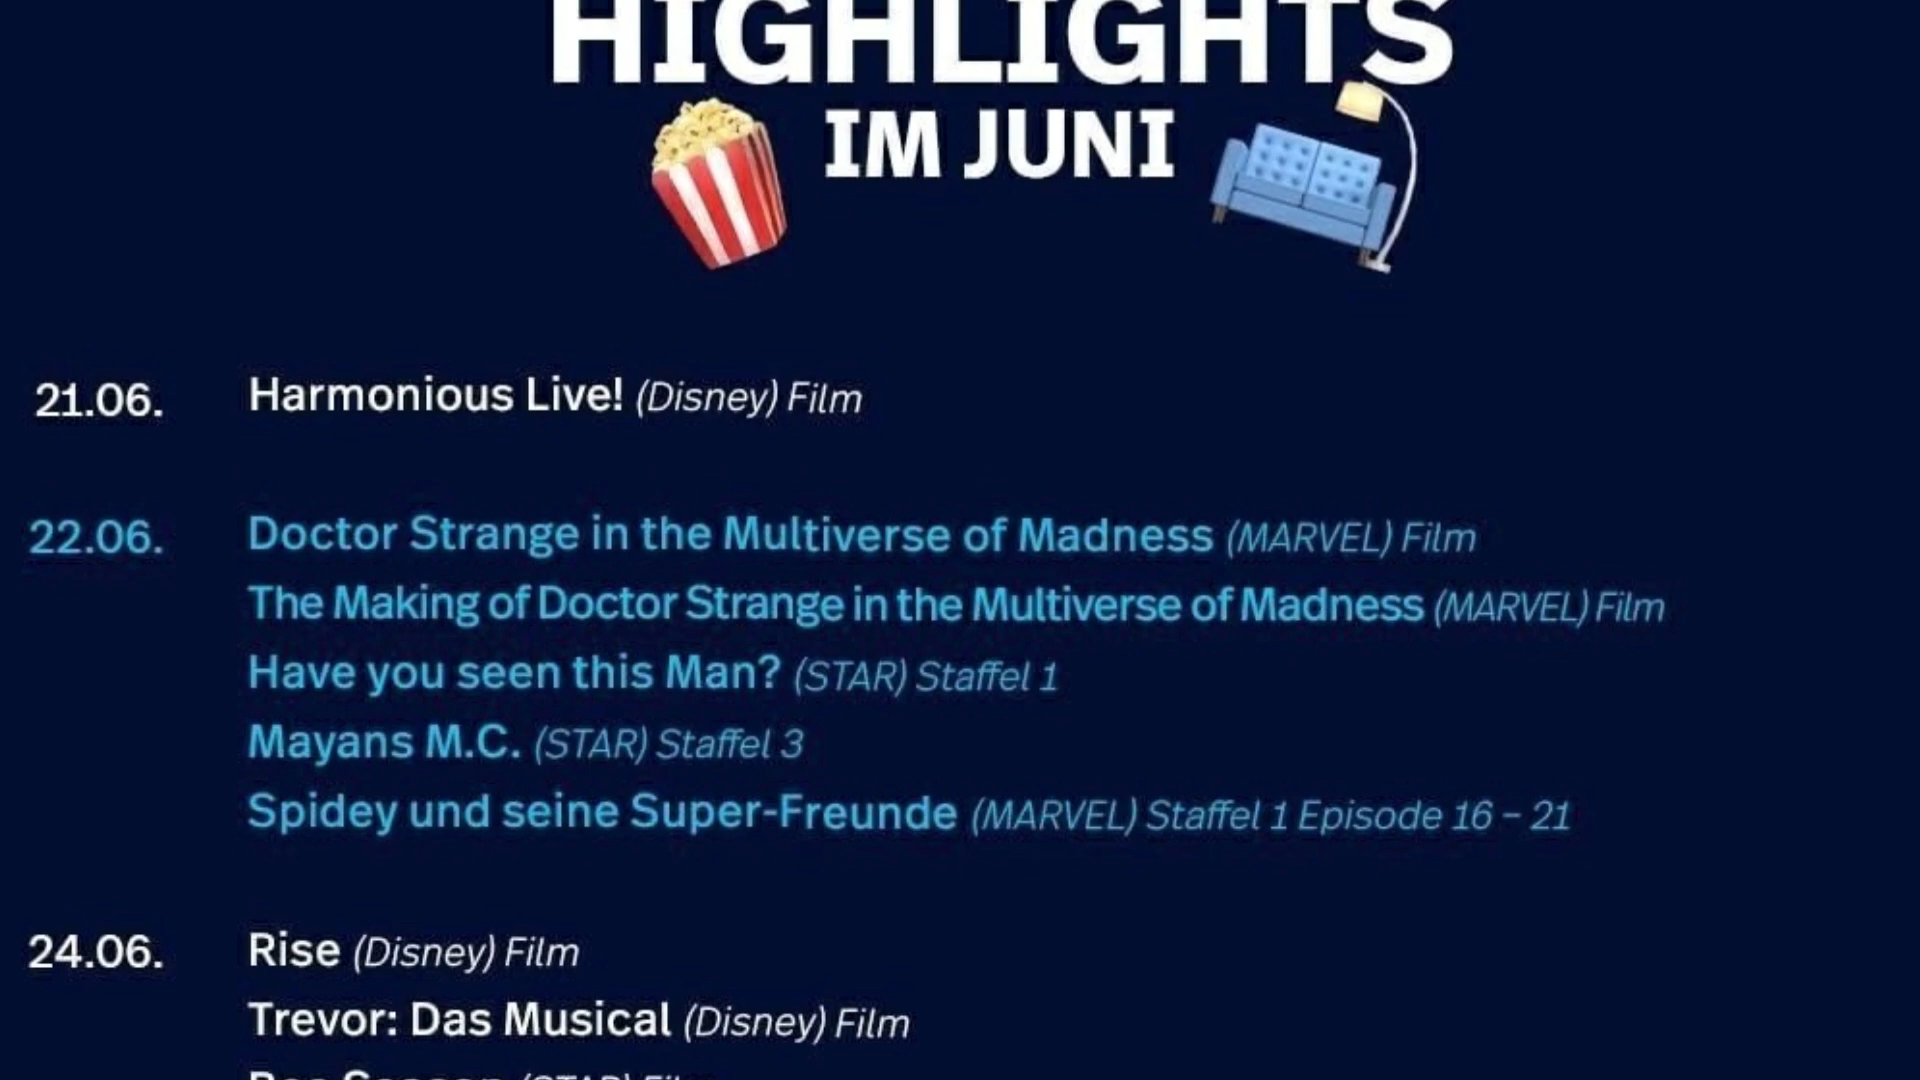 HIGHLIGHTS
IM JUNI
21.06. Harmonious Live! (Disney) Film
22.06. Doctor Strange in the Multiverse of Madness (MARVEL) Film
The Making of Doctor Strange in the Multiverse of Madness (MARVEL) Film
Have you seen this Man? (STAR) Staffel 1
Mayans M.C. (STAR) Staffel 3
Spidey und seine Super-Freunde (MARVEL) Staffel 1 Episode 16 – 21
24.06. Rise (Disney) Film
Trevor: Das Musical (Disney) Film
(STAR) Film